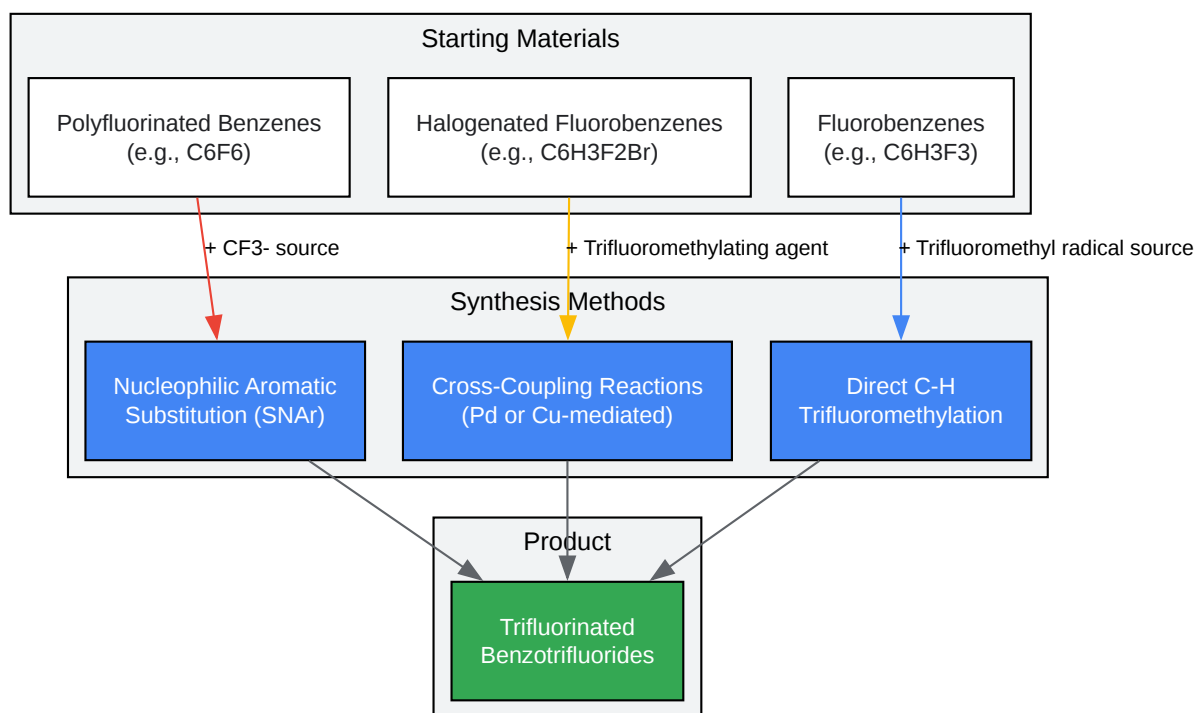 Starting Materials
Polyfluorinated Benzenes
(e.g., C6F6)
Halogenated Fluorobenzenes
(e.g., C6H3F2Br)
Fluorobenzenes
(e.g., C6H3F3)
+ CF3- source
+ Trifluoromethylating agent
+ Trifluoromethyl radical source
Synthesis Methods
Nucleophilic Aromatic
Substitution (SNAr)
Cross-Coupling Reactions
(Pd or Cu-mediated)
Direct C-H
Trifluoromethylation
Product
Trifluorinated
Benzotrifluorides